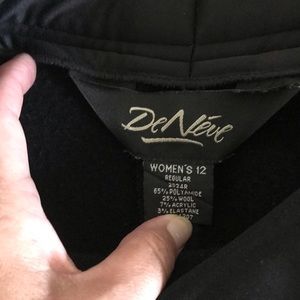 DeNéve
WOMEN'S 12
REGULAR
65% POLYAMIDE
25% WOOL
7% ACRYLIC
3% ELASTANE